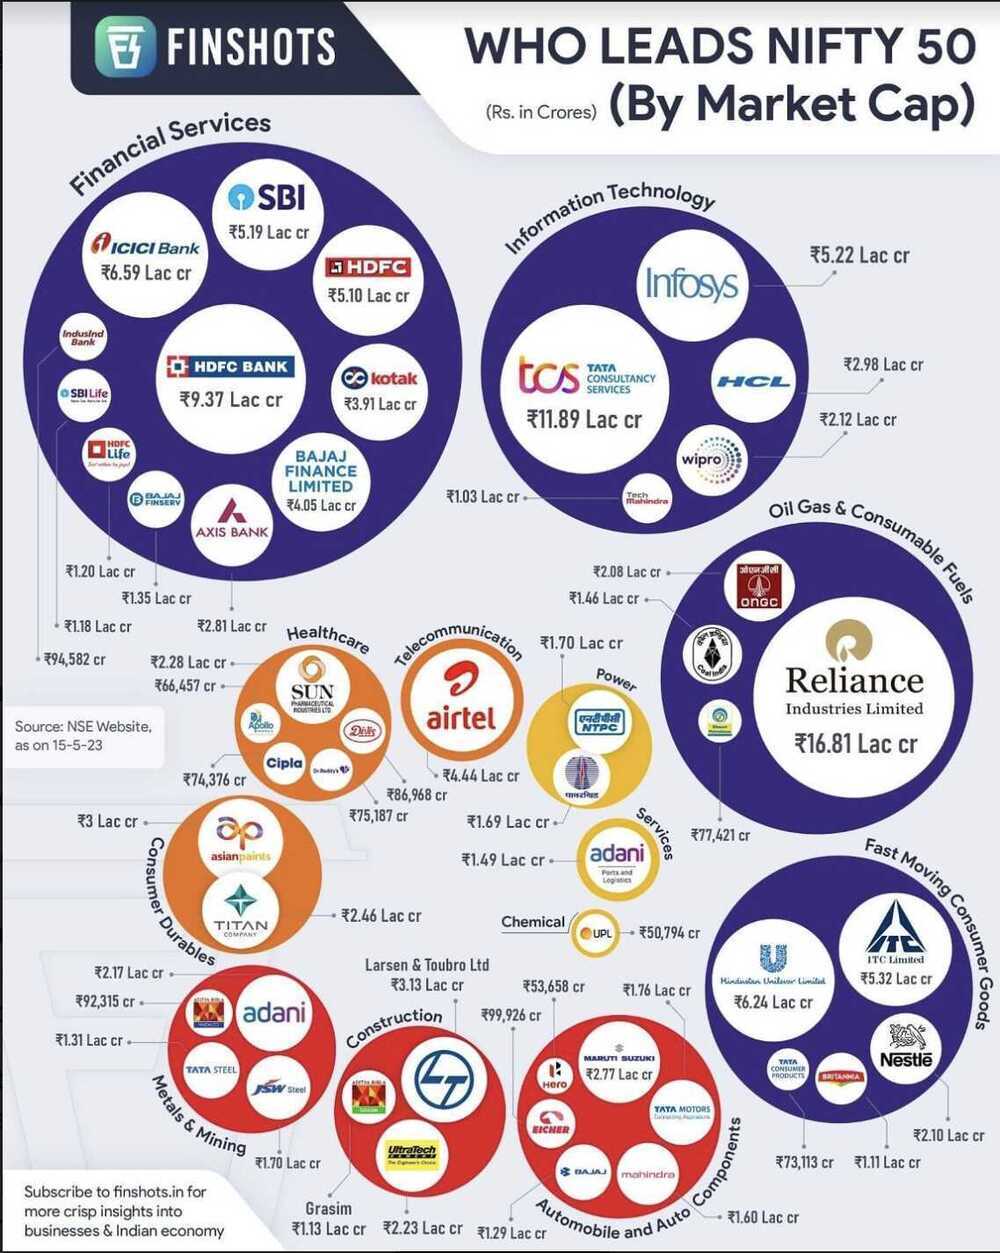 FINSHOTS
WHO LEADS NIFTY 50
(Rs. in Crores) (By Market Cap)
Financial Services
SBI
₹5.19 Lac cr
ICICI Bank
₹6.59 Lac cr
HDFC
₹5.10 Lac cr
IndusInd
Bank
HDFC BANK
₹9.37 Lac cr
kotak
₹3.91 Lac cr
SBI Life
HDFC
Life
BAJAJ
FINSERV
AXIS BANK
BAJAJ
FINANCE
LIMITED
₹4.05 Lac cr
₹1.20 Lac cr
₹1.35 Lac cr
₹1.18 Lac cr
₹2.81 Lac cr
₹94,582 cr
Information Technology
Infosys
₹5.22 Lac cr
tcs TATA
CONSULTANCY
SERVICES
₹11.89 Lac cr
HCL
₹2.98 Lac cr
wipro
₹2.12 Lac cr
Tech
Mahindra
₹1.03 Lac cr
Oil Gas & Consumable Fuels
₹2.08 Lac cr
ओएनजीसी
ONGC
₹1.46 Lac cr
Coal India
Reliance
Industries Limited
₹16.81 Lac cr
₹77,421 cr
Healthcare
₹2.28 Lac cr
₹66,457 cr
SUN
PHARMACEUTICAL
INDUSTRIES LTD
Apollo
Divis
Cipla
Dr. Reddy's
₹74,376 cr
₹86,968 cr
₹75,187 cr
Telecommunication
airtel
₹4.44 Lac cr
₹1.70 Lac cr
Power
एनटीपीसी
NTPC
पावरग्रिड
₹1.69 Lac cr
Source: NSE Website,
as on 15-5-23
Services
₹1.49 Lac cr
adani
Ports and
Logistics
Chemical
UPL
₹50,794 cr
₹3 Lac cr
asianpaints
TITAN
COMPANY
₹2.46 Lac cr
Consumer Durables
Fast Moving Consumer Goods
Hindustan Unilever Limited
₹6.24 Lac cr
ITC Limited
₹5.32 Lac cr
TATA
CONSUMER
PRODUCTS
BRITANNIA
Nestlē
₹2.10 Lac cr
₹73,113 cr
₹1.11 Lac cr
₹2.17 Lac cr
₹92,315 cr
₹1.31 Lac cr
ADITYA BIRLA
HINDALCO
adani
TATA STEEL
JSW Steel
₹1.70 Lac cr
Metals & Mining
Larsen & Toubro Ltd
₹3.13 Lac cr
Construction
ADITYA BIRLA
GRASIM
UltraTech
CEMENT
The Engineer's Choice
Grasim
₹1.13 Lac cr
₹2.23 Lac cr
₹53,658 cr
₹1.76 Lac cr
₹99,926 cr
MARUTI SUZUKI
₹2.77 Lac cr
Hero
EICHER
TATA MOTORS
Connecting Aspirations
BAJAJ
mahindra
₹1.29 Lac cr
₹1.60 Lac cr
Automobile and Auto Components
Subscribe to finshots.in for
more crisp insights into
businesses & Indian economy